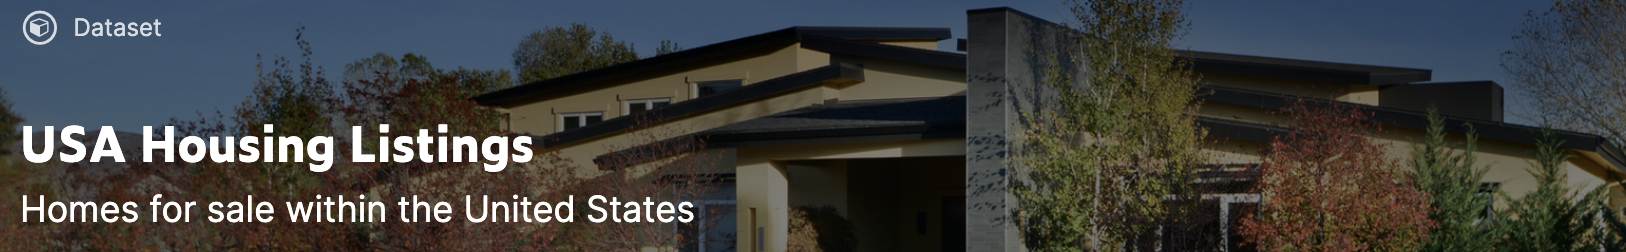 Dataset
USA Housing Listings
Homes for sale within the United States